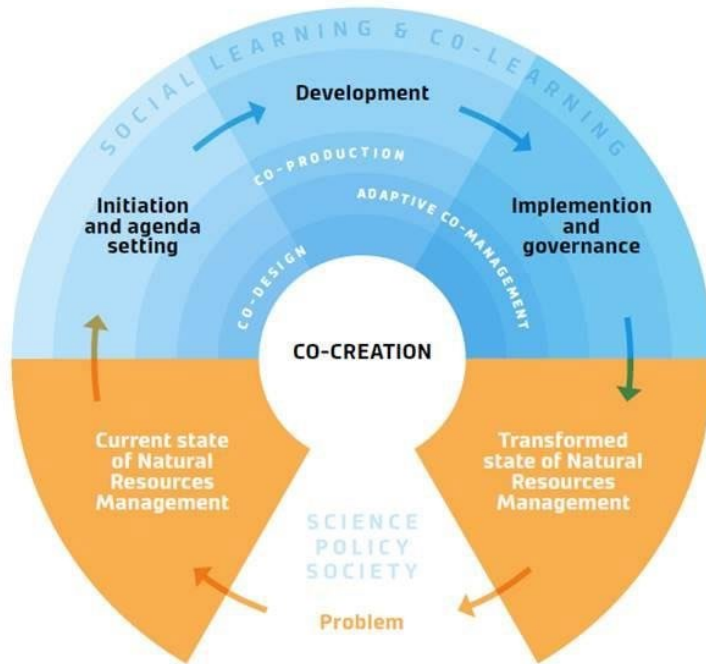 SOCIAL LEARNING & CO-LEARNING
Development
CO-PRODUCTION
ADAPTIVE CO-MANAGEMENT
Initiation
and agenda
setting
Implemention
and
governance
CO-DESIGN
CO-CREATION
Current state
of Natural
Resources
Management
Transformed
state of Natural
Resources
Management
SCIENCE
POLICY
SOCIETY
Problem